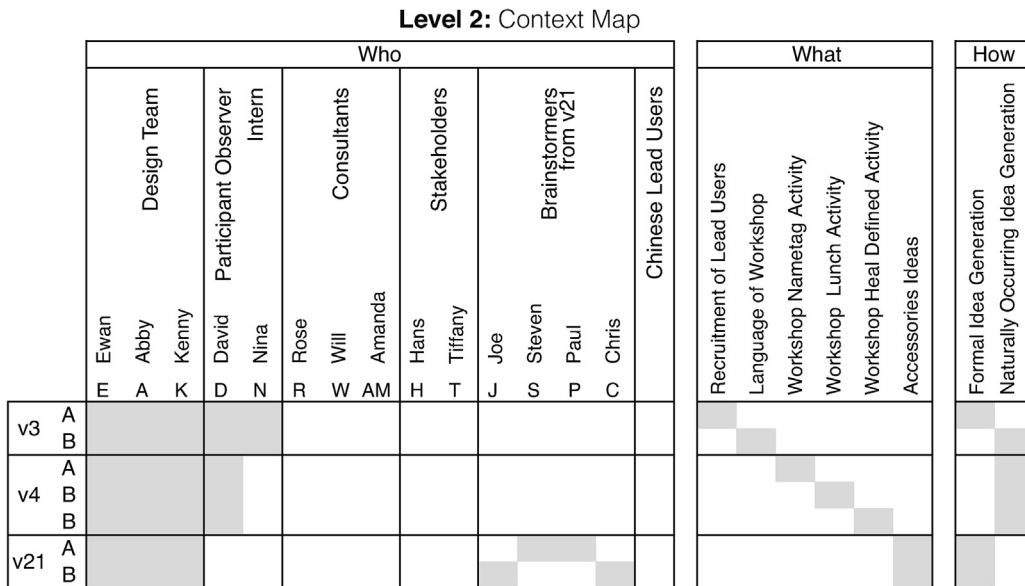 Level 2: Context Map
Who
What
How
Design Team
Participant Observer
Intern
Consultants
Stakeholders
Brainstormers
from v21
Chinese Lead Users
Ewan
Abby
Kenny
David
Nina
Rose
Will
Amanda
Hans
Tiffany
Joe
Steven
Paul
Chris
Recruitment of Lead Users
Language of Workshop
Workshop Nametag Activity
Workshop Lunch Activity
Workshop Heal Defined Activity
Accessories Ideas
Formal Idea Generation
Naturally Occurring Idea Generation
E A K D N R W AM H T J S P C
v3
A
B
v4
A
B
B
v21
A
B